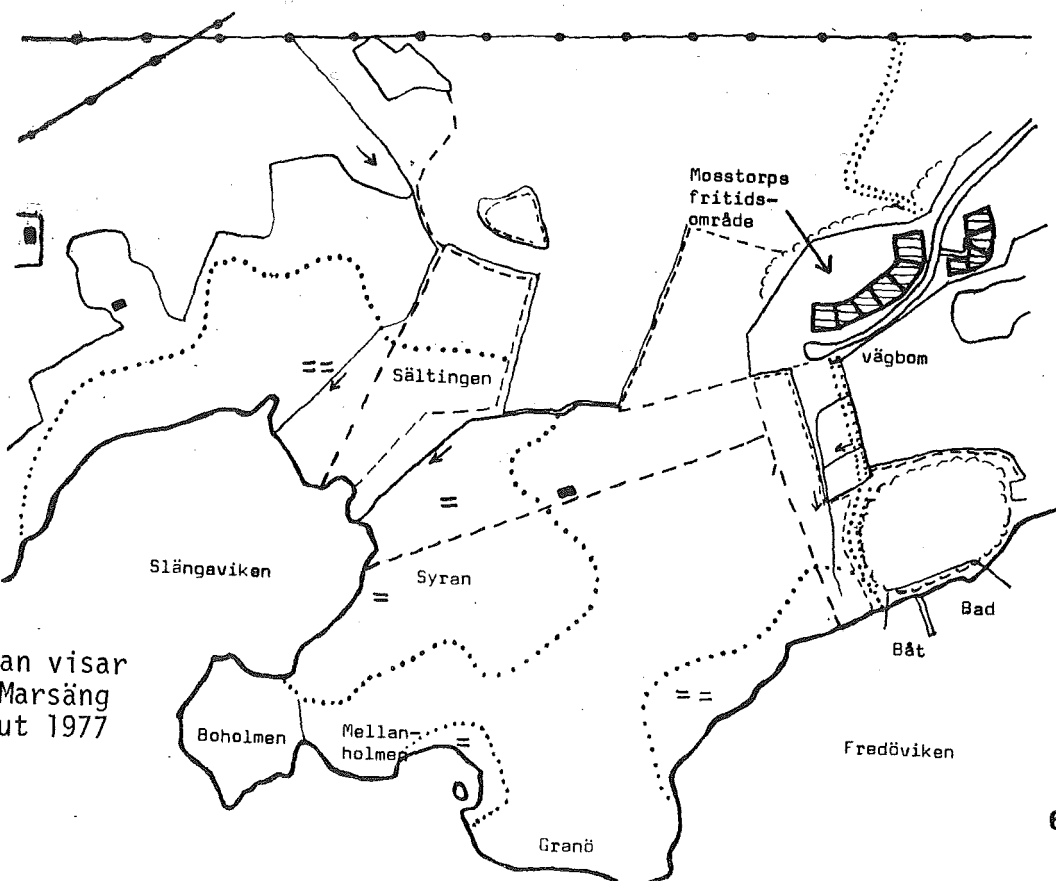 Mosstorps
fritids-
område
vägbom
Sältingen
Slängaviken
Syran
Bad
Båt
an visar
Marsäng
ut 1977
Boholmen
Mellan-
holmen
Fredöviken
Granö